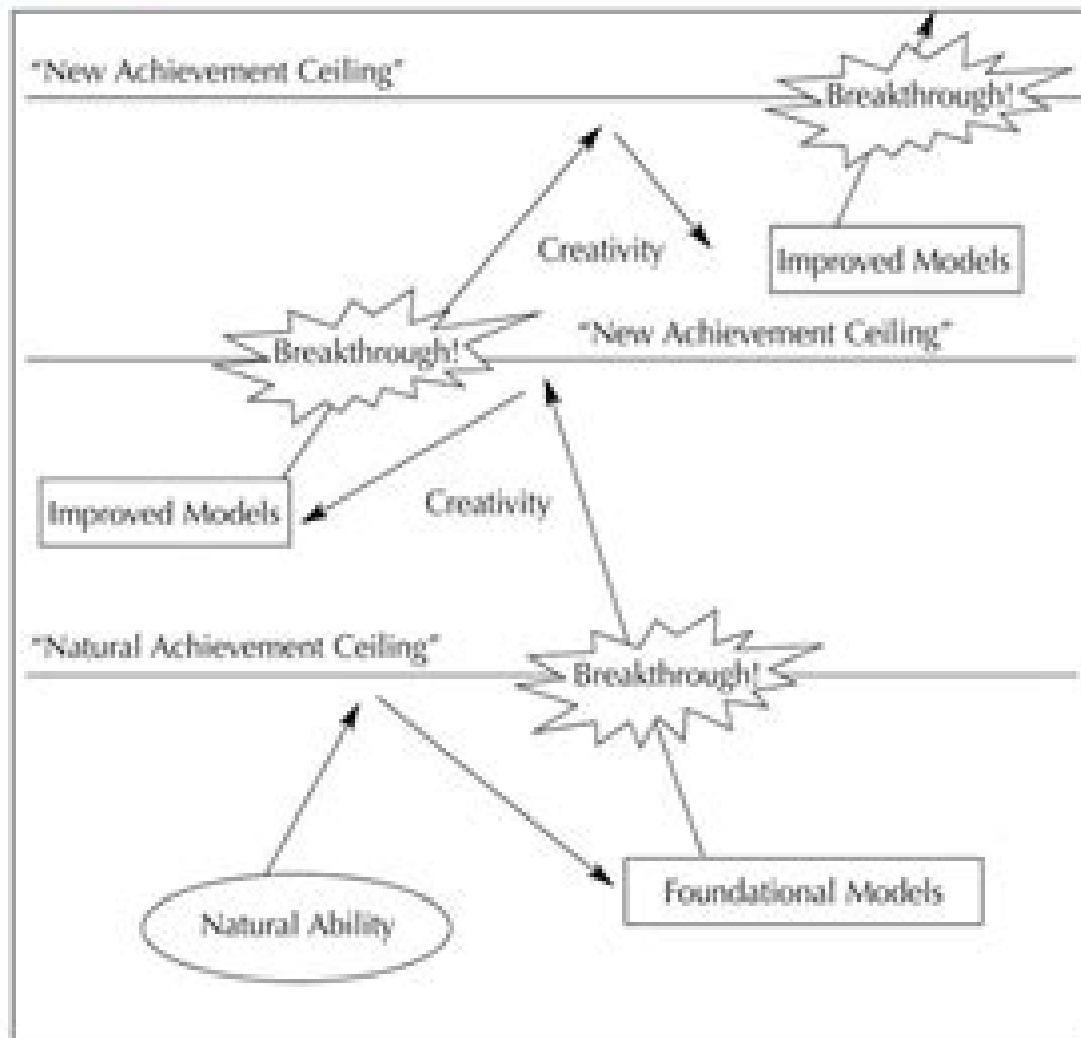 "New Achievement Ceiling"
Breakthrough!
Creativity
Improved Models
"New Achievement Ceiling"
Breakthrough!
Improved Models
Creativity
"Natural Achievement Ceiling"
Breakthrough!
Foundational Models
Natural Ability